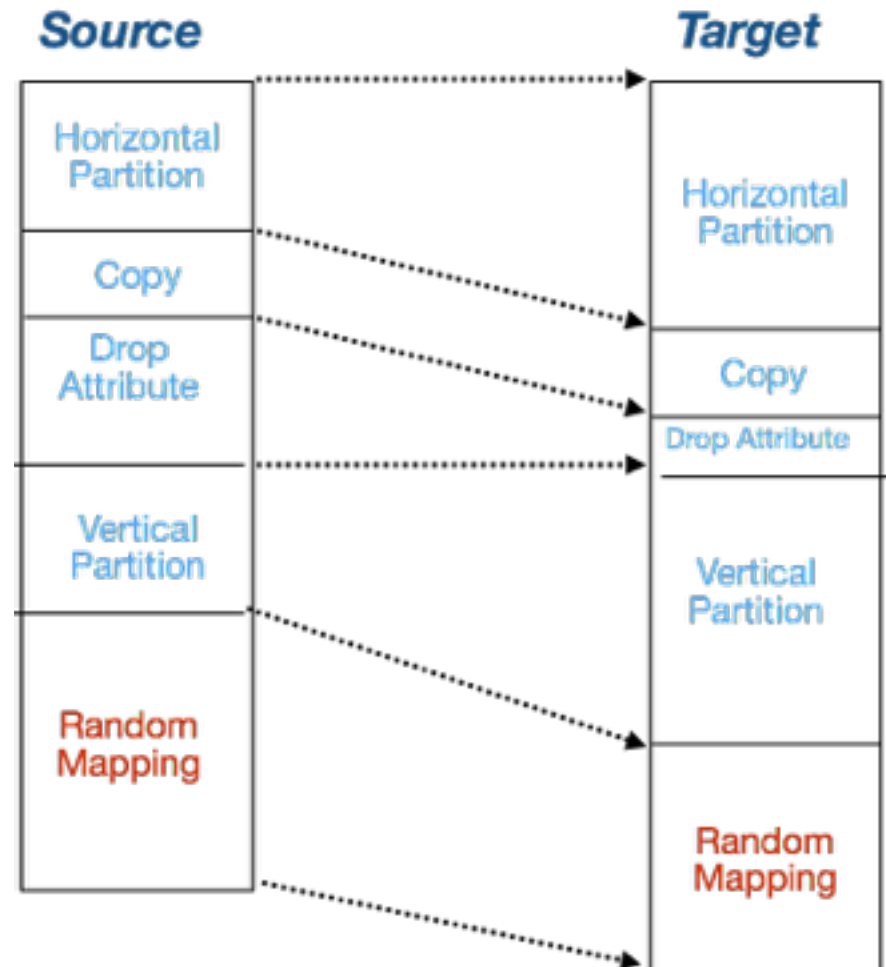 Source
Target
Horizontal
Partition
Copy
Drop
Attribute
Vertical
Partition
Random
Mapping
Horizontal
Partition
Copy
Drop Attribute
Vertical
Partition
Random
Mapping